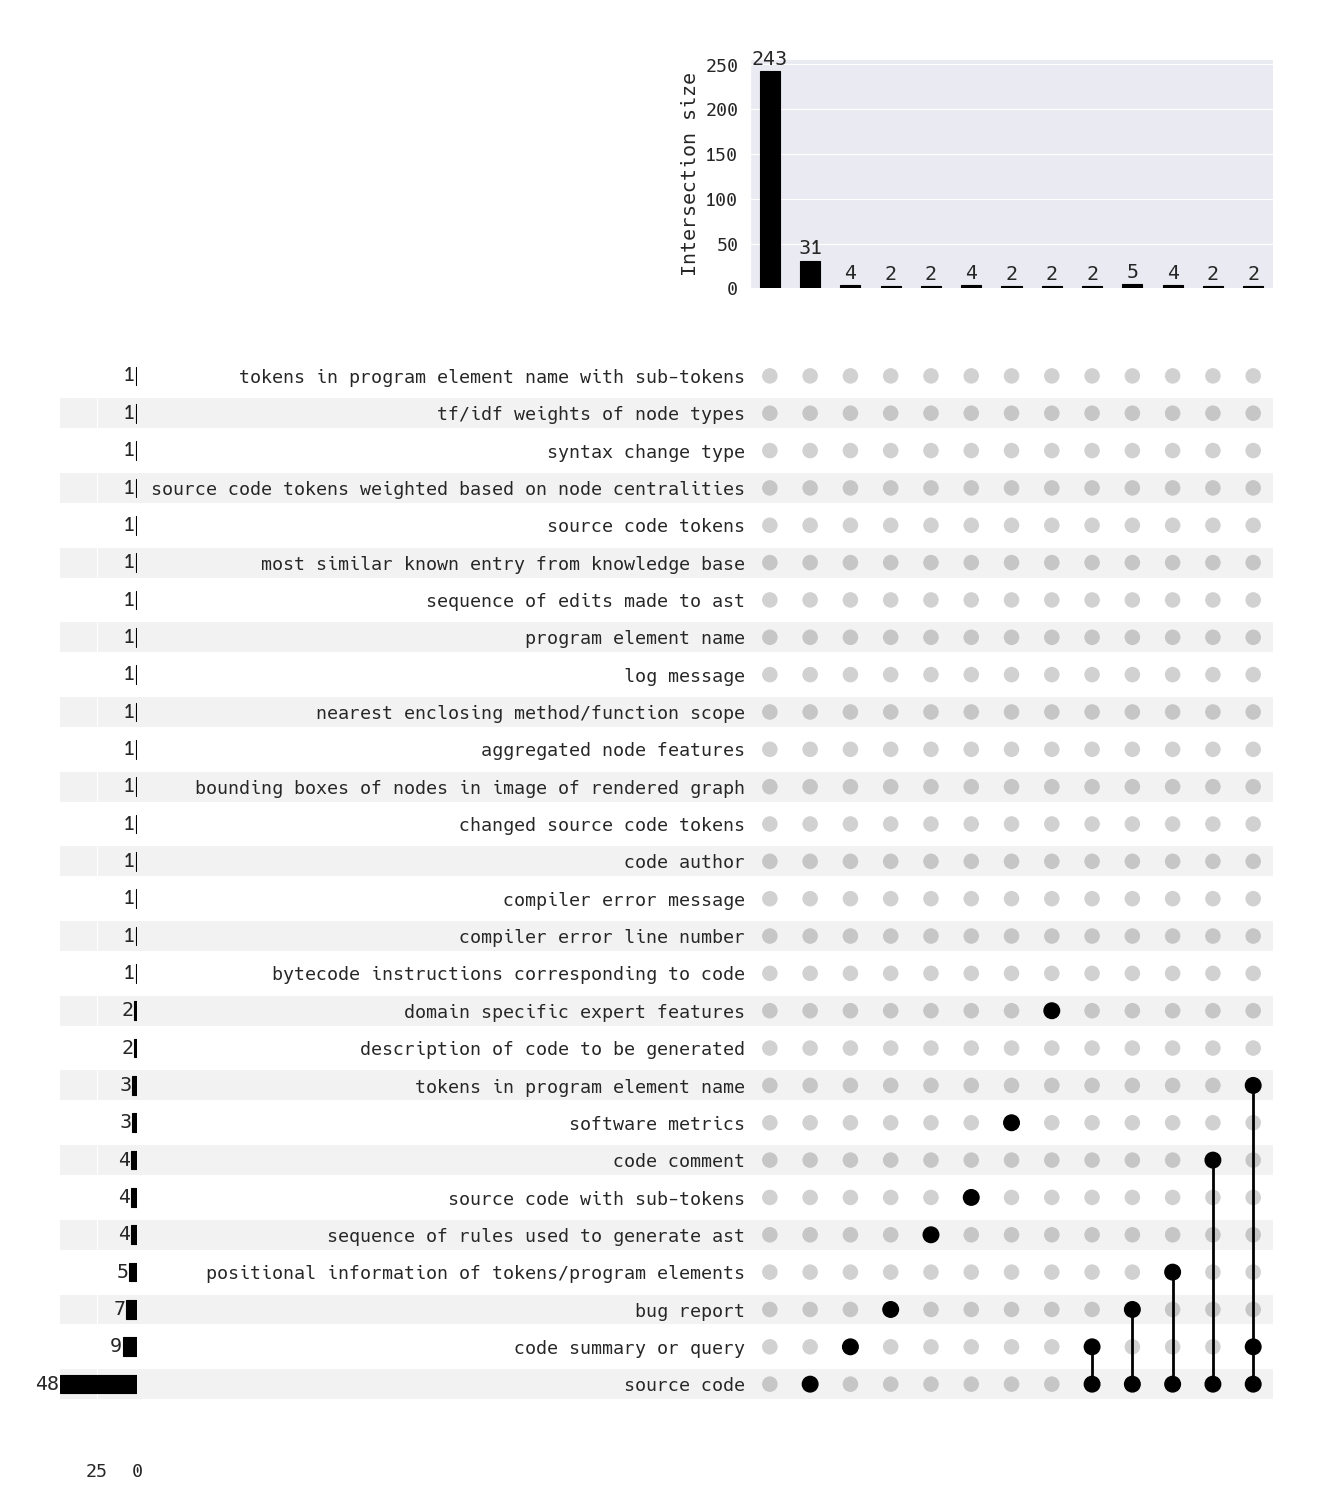 243
250
200
150
100
50
0
Intersection size
31
4
2
2
4
2
2
2
5
4
2
2
1 tokens in program element name with sub-tokens
1 tf/idf weights of node types
1 syntax change type
1 source code tokens weighted based on node centralities
1 source code tokens
1 most similar known entry from knowledge base
1 sequence of edits made to ast
1 program element name
1 log message
1 nearest enclosing method/function scope
1 aggregated node features
1 bounding boxes of nodes in image of rendered graph
1 changed source code tokens
1 code author
1 compiler error message
1 compiler error line number
1 bytecode instructions corresponding to code
2 domain specific expert features
2 description of code to be generated
3 tokens in program element name
3 software metrics
4 code comment
4 source code with sub-tokens
4 sequence of rules used to generate ast
5 positional information of tokens/program elements
7 bug report
9 code summary or query
48 source code
25 0